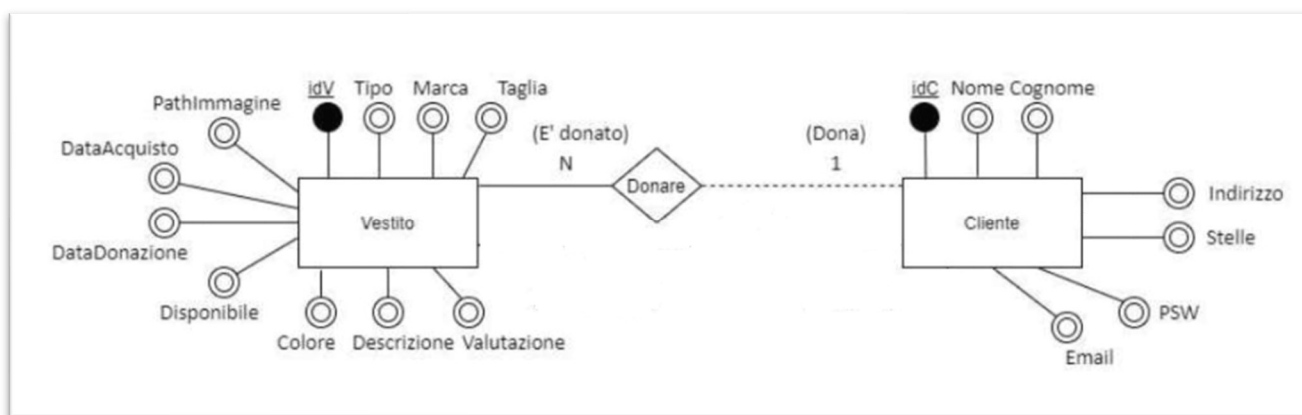 idV Tipo Marca Taglia
PathImmagine
DataAcquisto
DataDonazione
Disponibile
Colore Descrizione Valutazione
Vestito
(E' donato)
N
Donare
(Dona)
1
idC Nome Cognome
Cliente
Indirizzo
Stelle
PSW
Email